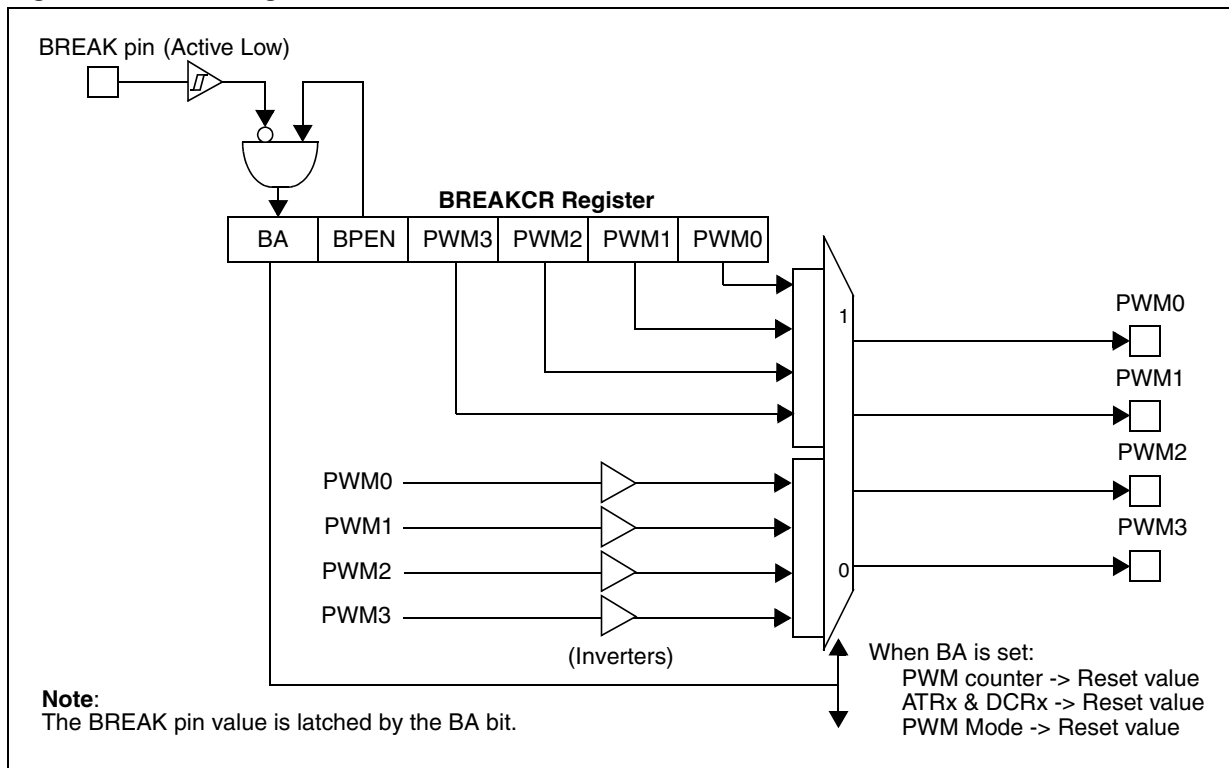 BREAK pin (Active Low)
BREAKCR Register
BA BPEN PWM3 PWM2 PWM1 PWM0
1
PWM0
PWM1
PWM2
PWM3
PWM0
PWM1
PWM2
PWM3
0
(Inverters)
When BA is set:
PWM counter -> Reset value
ATRx & DCRx -> Reset value
PWM Mode -> Reset value
Note:
The BREAK pin value is latched by the BA bit.